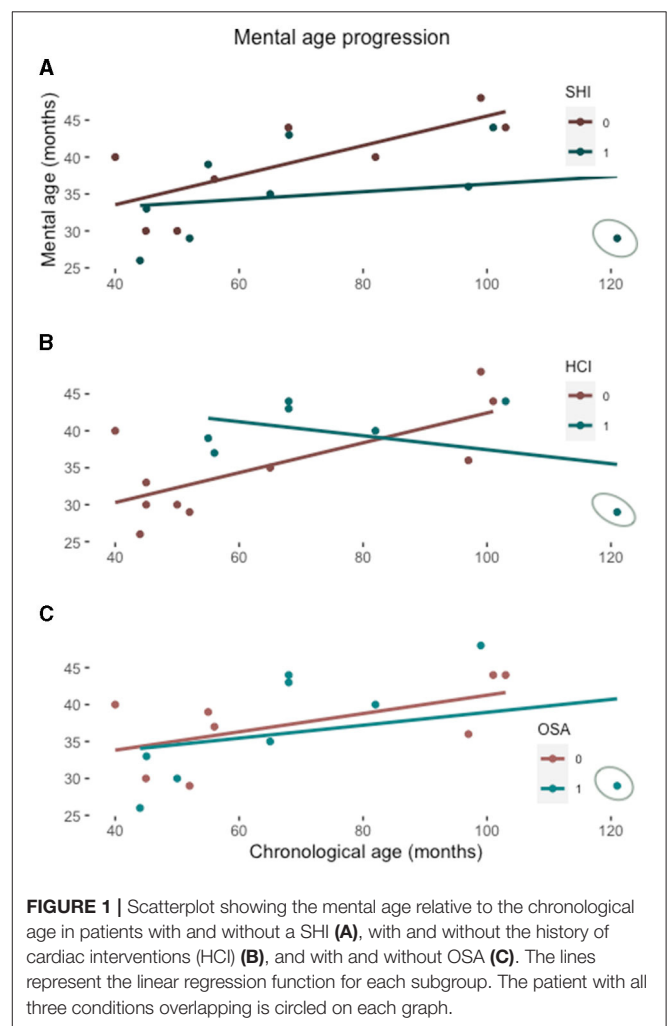 Mental age progression
A
SHI
0
1
Mental age (months)
45
40
35
30
25
40 60 80 100 120
B
HCI
0
1
45
40
35
30
25
40 60 80 100 120
C
45
40
35
30
25
OSA
0
1
40 60 80 100 120
Chronological age (months)
FIGURE 1 | Scatterplot showing the mental age relative to the chronological
age in patients with and without a SHI (A), with and without the history of
cardiac interventions (HCI) (B), and with and without OSA (C). The lines
represent the linear regression function for each subgroup. The patient with all
three conditions overlapping is circled on each graph.